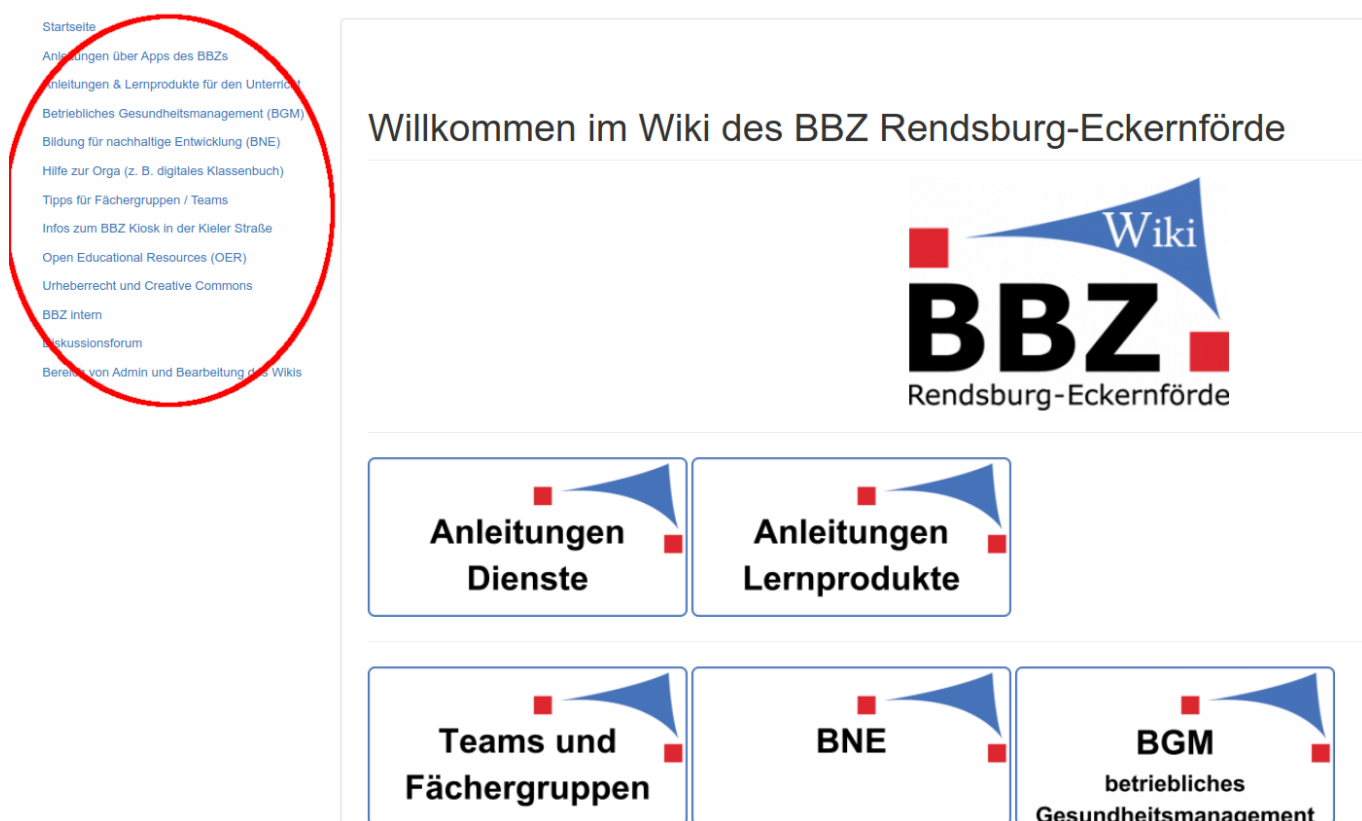 Startseite
Anleitungen über Apps des BBZs
Anleitungen & Lernprodukte für den Unterricht
Betriebliches Gesundheitsmanagement (BGM)
Bildung für nachhaltige Entwicklung (BNE)
Hilfe zur Orga (z. B. digitales Klassenbuch)
Tipps für Fächergruppen / Teams
Infos zum BBZ Kiosk in der Kieler Straße
Open Educational Resources (OER)
Urheberrecht und Creative Commons
BBZ intern
Diskussionsforum
Bereich von Admin und Bearbeitung des Wikis
Willkommen im Wiki des BBZ Rendsburg-Eckernförde
Wiki
BBZ
Rendsburg-Eckernförde
Anleitungen
Dienste
Anleitungen
Lernprodukte
Teams und
Fächergruppen
BNE
BGM
betriebliches
Gesundheitsmanagement